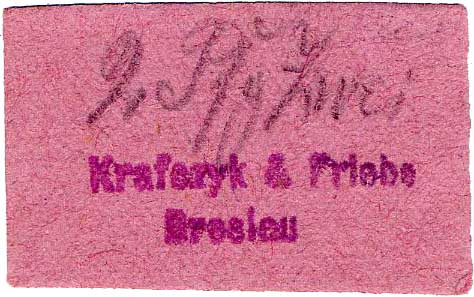 2 Pfg Zwei
Krafczyk & Friebe
Breslau